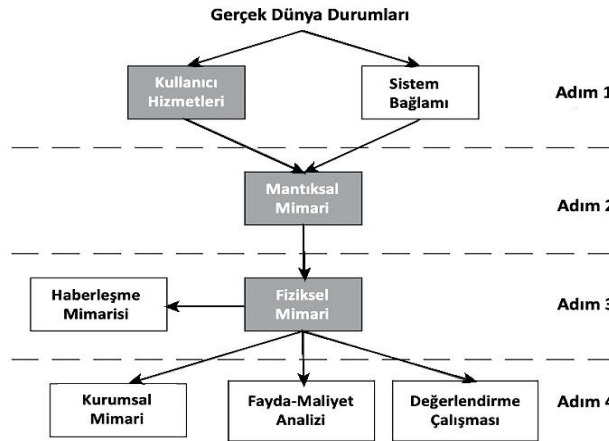 Gerçek Dünya Durumları
Kullanıcı
Hizmetleri
Sistem
Bağlamı
Adım 1
Mantıksal
Mimari
Adım 2
Haberleşme
Mimarisi
Fiziksel
Mimari
Adım 3
Kurumsal
Mimari
Fayda-Maliyet
Analizi
Değerlendirme
Çalışması
Adım 4